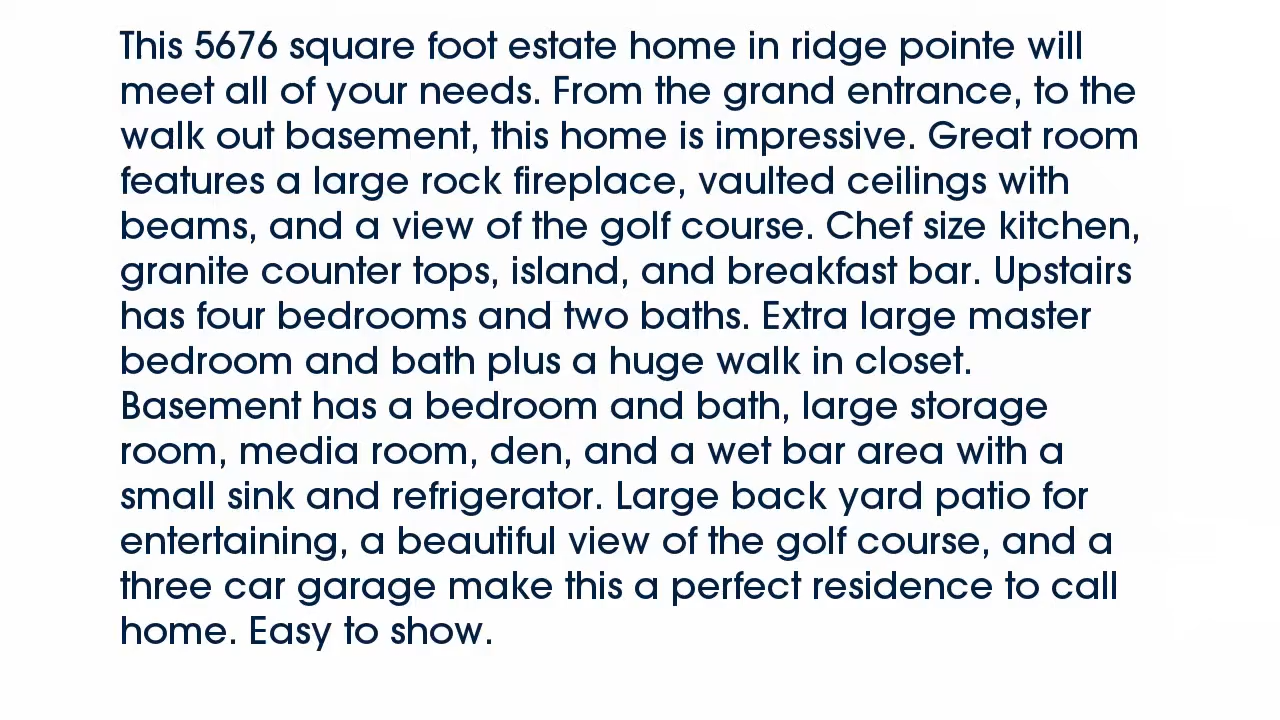 This 5676 square foot estate home in ridge pointe will
meet all of your needs. From the grand entrance, to the
walk out basement, this home is impressive. Great room
features a large rock fireplace, vaulted ceilings with
beams, and a view of the golf course. Chef size kitchen,
granite counter tops, island, and breakfast bar. Upstairs
has four bedrooms and two baths. Extra large master
bedroom and bath plus a huge walk in closet.
Basement has a bedroom and bath, large storage
room, media room, den, and a wet bar area with a
small sink and refrigerator. Large back yard patio for
entertaining, a beautiful view of the golf course, and a
three car garage make this a perfect residence to call
home. Easy to show.